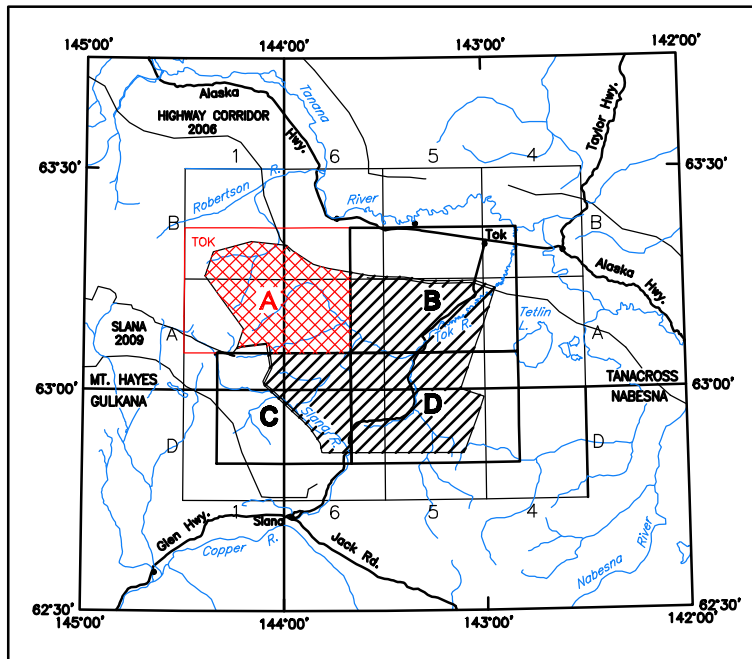 145°00'
144°00'
143°00'
142°00'
Alaska
Hwy.
Tanana
HIGHWAY CORRIDOR
2006
Taylor Hwy.
63°30'
63°30'
1
6
5
4
R.
Robertson
River
B
B
TOK
Tok
Alaska
Hwy.
A
B
Tetlin
L.
Tok R.
SLANA
2009
A
A
63°00'
MT. HAYES
GULKANA
TANACROSS
NABESNA
63°00'
C
D
Slana R.
D
D
1
6
5
4
Slana
Glen Hwy.
Copper
R.
Jack Rd.
Nabesna
River
62°30'
62°30'
145°00'
144°00'
143°00'
142°00'